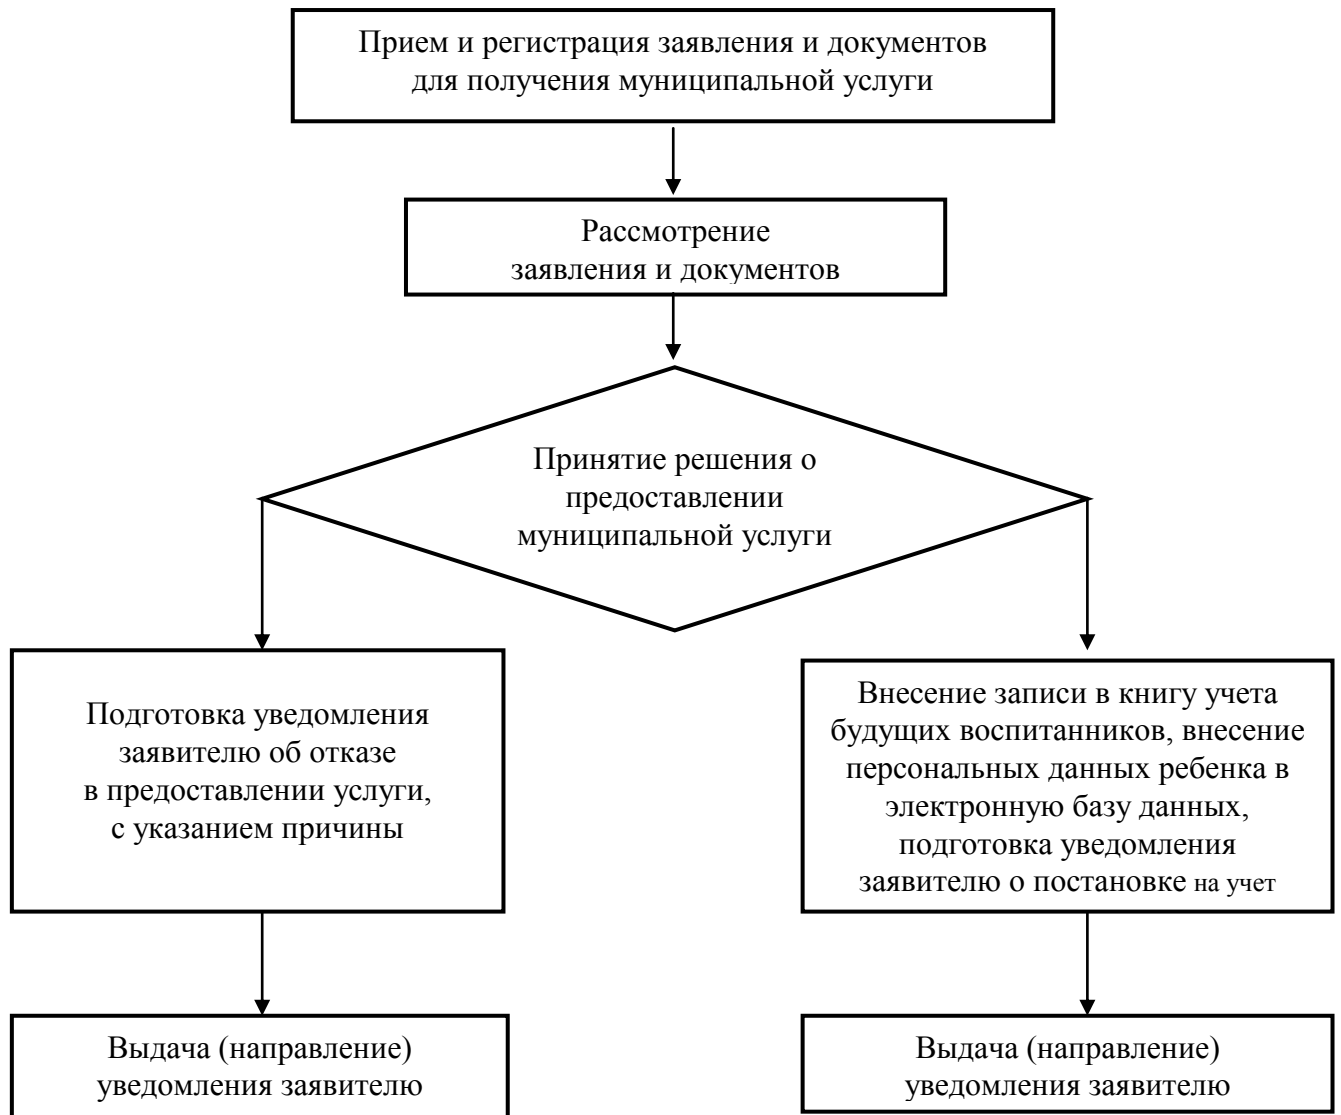 Прием и регистрация заявления и документов
для получения муниципальной услуги
Рассмотрение
заявления и документов
Принятие решения о
предоставлении
муниципальной услуги
Подготовка уведомления
заявителю об отказе
в предоставлении услуги,
с указанием причины
Внесение записи в книгу учета
будущих воспитанников, внесение
персональных данных ребенка в
электронную базу данных,
подготовка уведомления
заявителю о постановке на учет
Выдача (направление)
уведомления заявителю
Выдача (направление)
уведомления заявителю